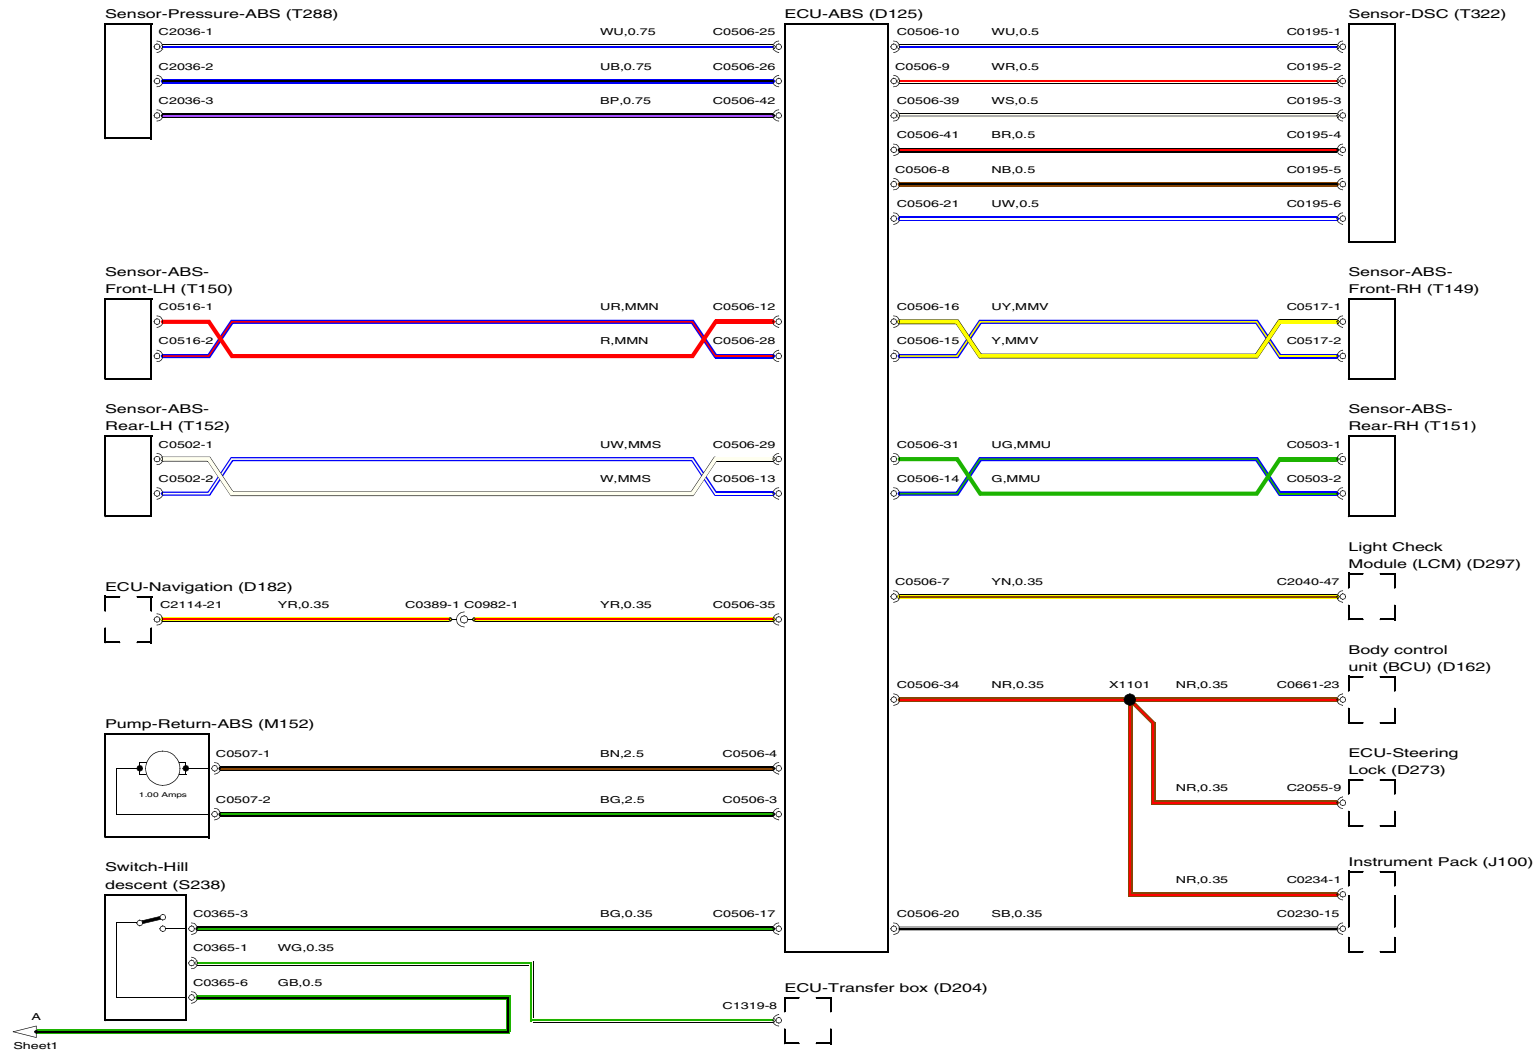 Sensor-Pressure-ABS (T288)
ECU-ABS (D125)
Sensor-DSC (T322)
C2036-1 WU,0.75 C0506-25
C0506-10 WU,0.5 C0195-1
C2036-2 UB,0.75 C0506-26
C0506-9 WR,0.5 C0195-2
C2036-3 BP,0.75 C0506-42
C0506-39 WS,0.5 C0195-3
C0506-41 BR,0.5 C0195-4
C0506-8 NB,0.5 C0195-5
C0506-21 UW,0.5 C0195-6
Sensor-ABS-
Front-LH (T150)
Sensor-ABS-
Front-RH (T149)
C0516-1 UR,MMN C0506-12
C0506-16 UY,MMV C0517-1
C0516-2 R,MMN C0506-28
C0506-15 Y,MMV C0517-2
Sensor-ABS-
Rear-LH (T152)
Sensor-ABS-
Rear-RH (T151)
C0502-1 UW,MMS C0506-29
C0506-31 UG,MMU C0503-1
C0502-2 W,MMS C0506-13
C0506-14 G,MMU C0503-2
Light Check
Module (LCM) (D297)
C0506-7 YN,0.35 C2040-47
ECU-Navigation (D182)
C2114-21 YR,0.35 C0389-1 C0982-1 YR,0.35 C0506-35
Body control
unit (BCU) (D162)
C0506-34 NR,0.35 X1101 NR,0.35 C0661-23
Pump-Return-ABS (M152)
C0507-1 BN,2.5 C0506-4
1.00 Amps
C0507-2 BG,2.5 C0506-3
ECU-Steering
Lock (D273)
NR,0.35 C2055-9
Switch-Hill
descent (S238)
Instrument Pack (J100)
NR,0.35 C0234-1
C0365-3 BG,0.35 C0506-17
C0506-20 SB,0.35 C0230-15
C0365-1 WG,0.35
C0365-6 GB,0.5
ECU-Transfer box (D204)
C1319-8
A
Sheet1